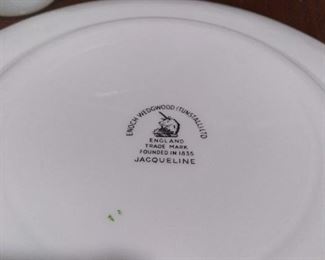 ENOCH WEDGWOOD (TUNSTALL) LTD
ENGLAND
TRADE MARK
FOUNDED IN 1835
JACQUELINE